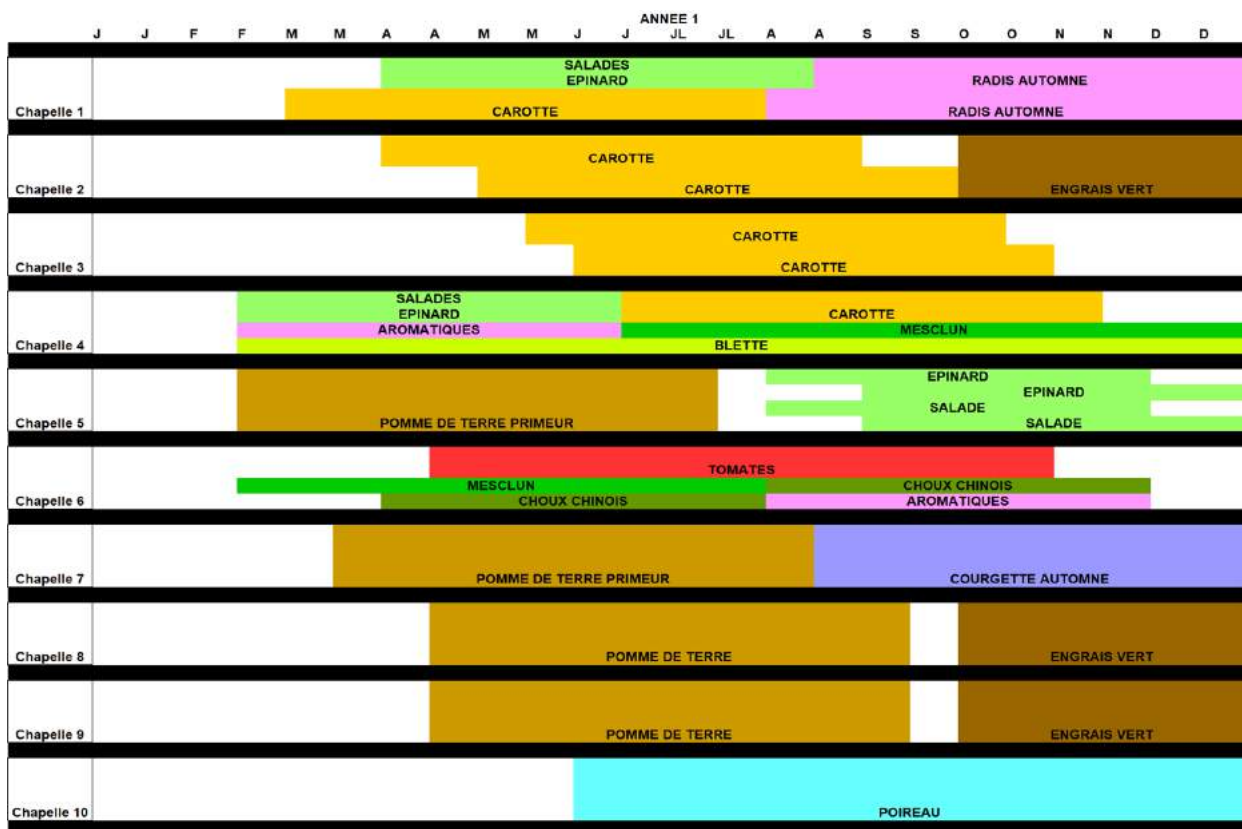 ANNEE 1
J J F F M M A A M M J J JL JL A A S S O O N N D D
SALADES
EPINARD
RADIS AUTOMNE
Chapelle 1
CAROTTE
RADIS AUTOMNE
CAROTTE
Chapelle 2
CAROTTE
ENGRAIS VERT
CAROTTE
Chapelle 3
CAROTTE
SALADES
EPINARD
CAROTTE
AROMATIQUES
MESCLUN
Chapelle 4
BLETTE
EPINARD
EPINARD
SALADE
Chapelle 5
POMME DE TERRE PRIMEUR
SALADE
TOMATES
MESCLUN
CHOUX CHINOIS
Chapelle 6
CHOUX CHINOIS
AROMATIQUES
Chapelle 7
POMME DE TERRE PRIMEUR
COURGETTE AUTOMNE
Chapelle 8
POMME DE TERRE
ENGRAIS VERT
Chapelle 9
POMME DE TERRE
ENGRAIS VERT
Chapelle 10
POIREAU